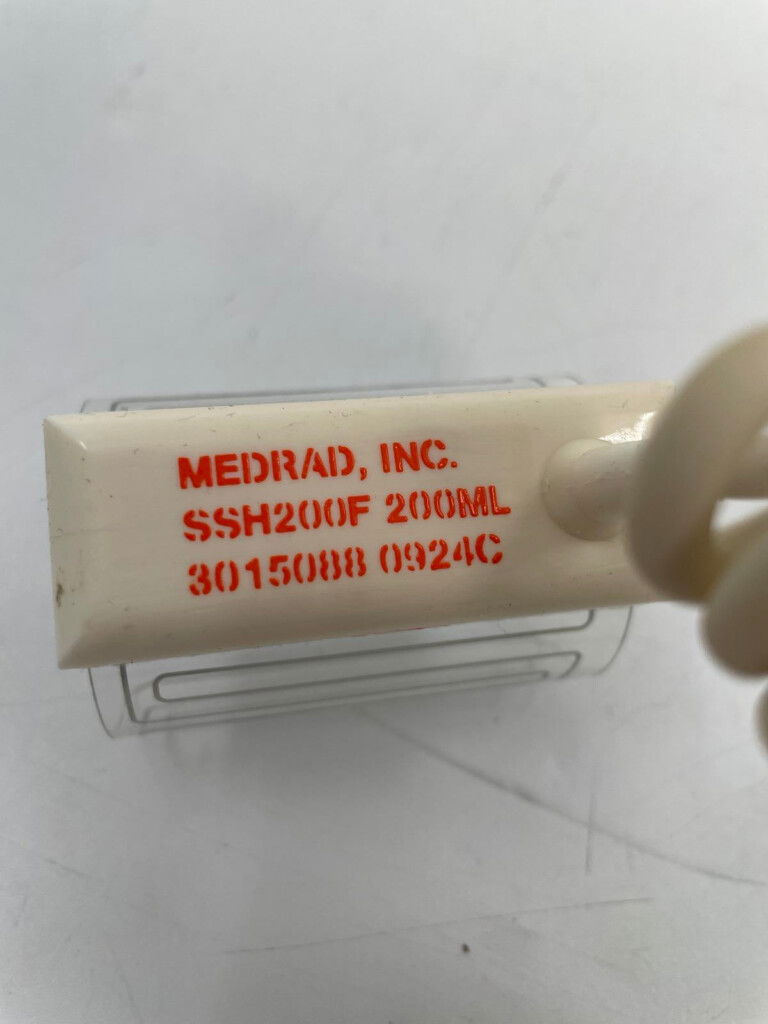 MEDRAD, INC.
SSH200F 200ML
3015088 0924C